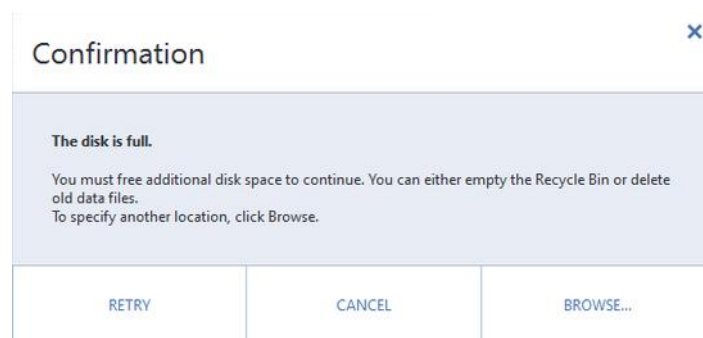 Confirmation
The disk is full.
You must free additional disk space to continue. You can either empty the Recycle Bin or delete
old data files.
To specify another location, click Browse.
RETRY
CANCEL
BROWSE...